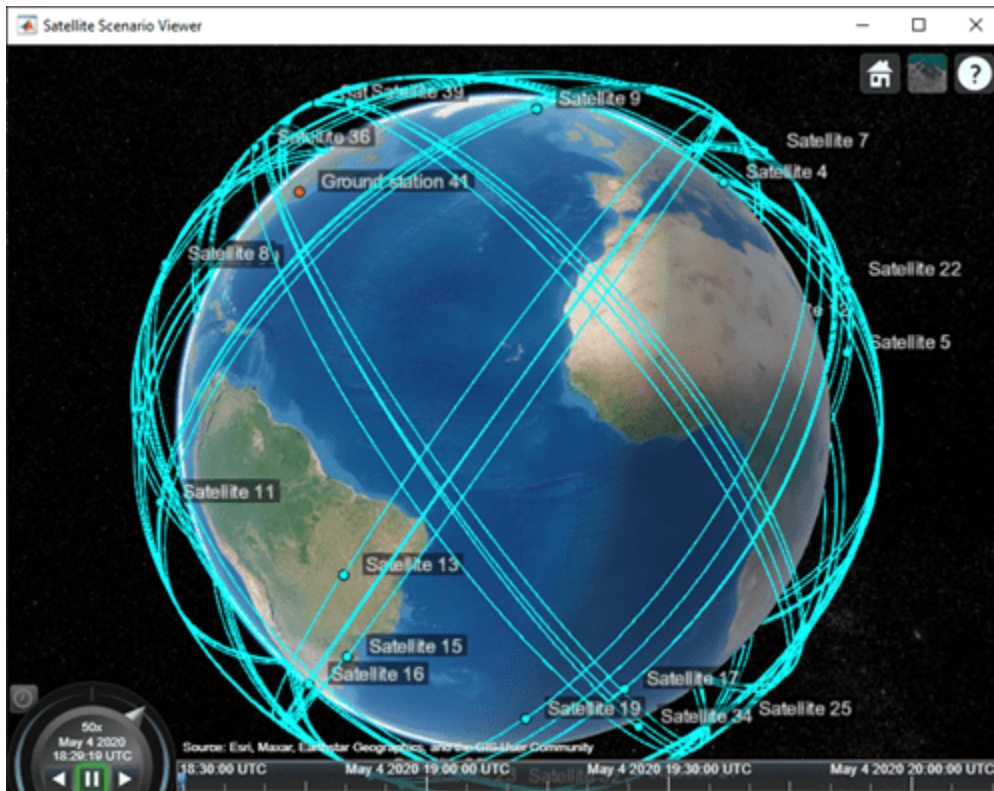 Satellite Scenario Viewer
Satellite 39
Satellite 9
Satellite 36
Satellite 7
Satellite 4
Ground station 41
Satellite 8
Satellite 22
Satellite 5
Satellite 11
Satellite 13
Satellite 15
Satellite 16
Satellite 17
Satellite 19
Satellite 34
Satellite 25
50x
May 4 2020
18:29:19 UTC
Source: Esri, Maxar, Earthstar Geographics, and the GIS User Community
18:30:00 UTC
May 4 2020 19:00:00 UTC
May 4 2020 19:30:00 UTC
May 4 2020 20:00:00 UTC